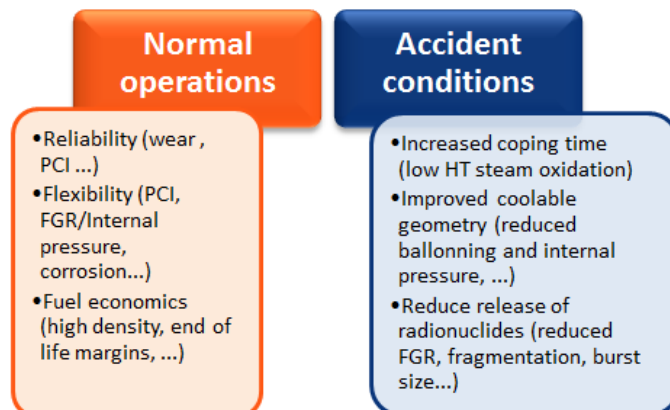 Normal
operations
•Reliability (wear ,
PCI ...)
•Flexibility (PCI,
FGR/Internal
pressure,
corrosion...)
•Fuel economics
(high density, end of
life margins, ...)
Accident
conditions
•Increased coping time
(low HT steam oxidation)
•Improved coolable
geometry (reduced
ballonning and internal
pressure, ...)
•Reduce release of
radionuclides (reduced
FGR, fragmentation, burst
size...)